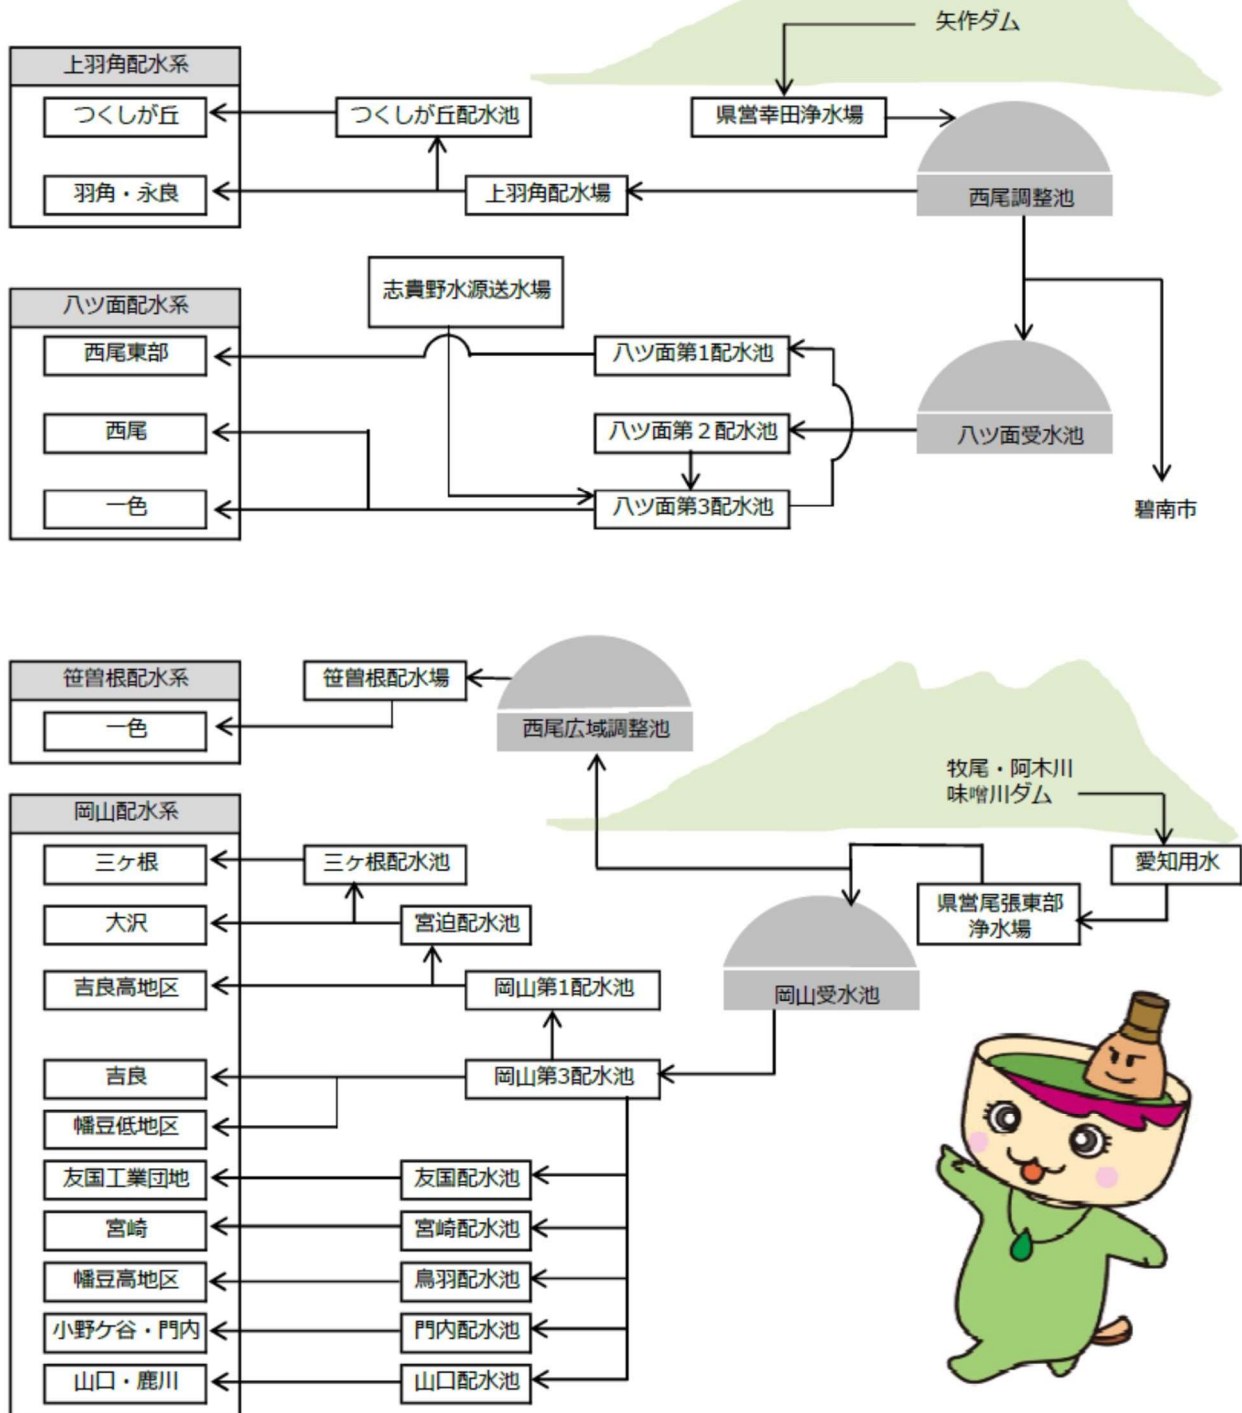 矢作ダム
上羽角配水系
つくしが丘
つくしが丘配水池
県営幸田浄水場
羽角・永良
上羽角配水場
西尾調整池
志貴野水源送水場
八ツ面配水系
西尾東部
八ツ面第1配水池
西尾
八ツ面第２配水池
八ツ面受水池
一色
八ツ面第3配水池
碧南市
笹曽根配水系
笹曽根配水場
一色
西尾広域調整池
牧尾・阿木川
味噌川ダム
岡山配水系
三ヶ根
三ヶ根配水池
愛知用水
県営尾張東部
浄水場
大沢
宮迫配水池
吉良高地区
岡山第1配水池
岡山受水池
吉良
岡山第3配水池
幡豆低地区
友国工業団地
友国配水池
宮崎
宮崎配水池
幡豆高地区
鳥羽配水池
小野ケ谷・門内
門内配水池
山口・鹿川
山口配水池